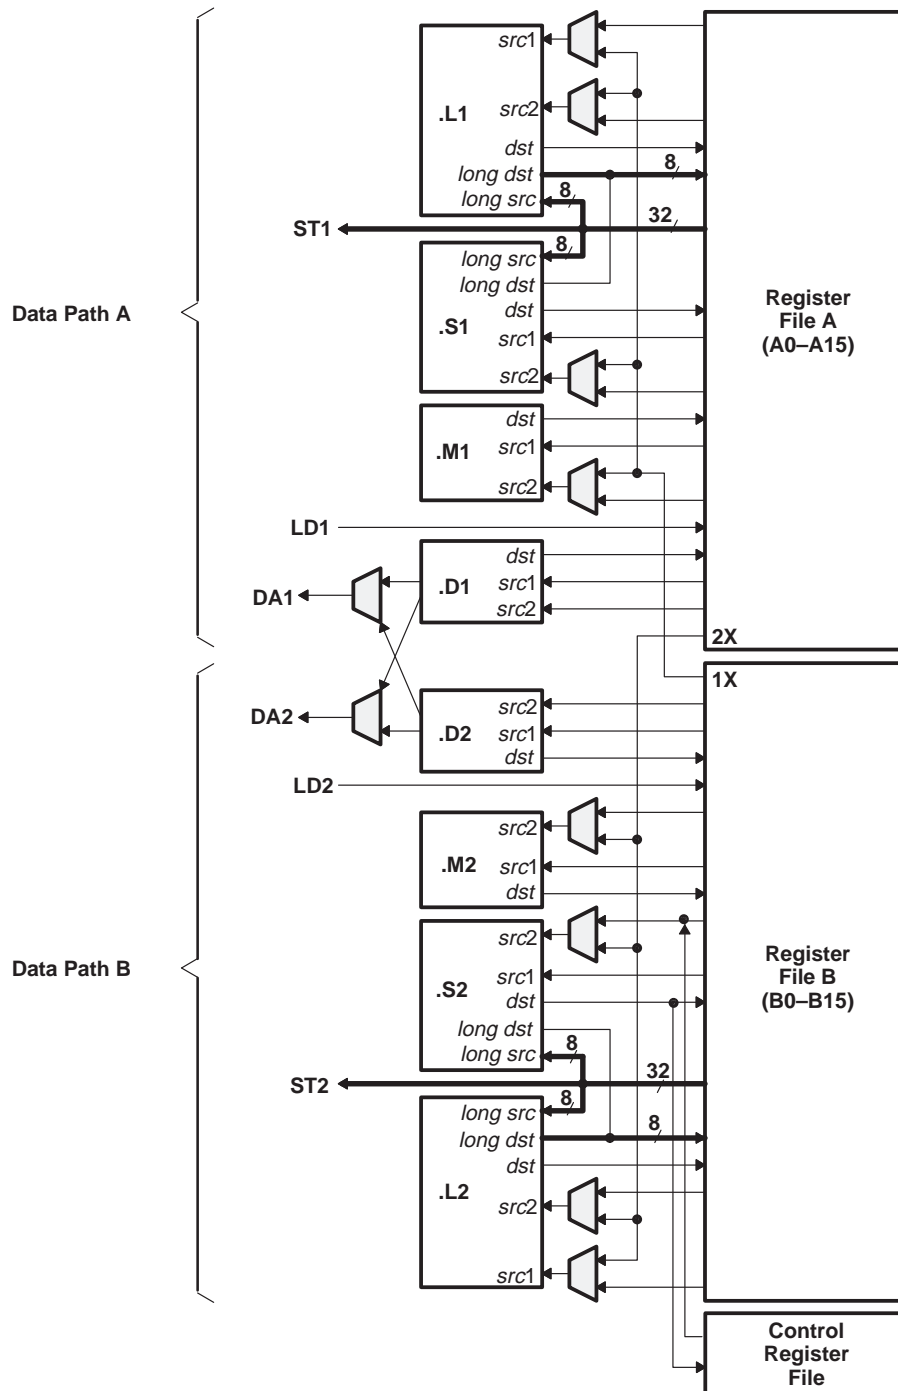 src1
.L1
src2
dst
long dst
8
long src
8
ST1
32
8
long src
long dst
dst
.S1
src1
src2
Data Path A
Register
File A
(A0–A15)
dst
.M1
src1
src2
LD1
dst
.D1
src1
src2
DA1
2X
1X
DA2
src2
.D2
src1
dst
LD2
src2
.M2
src1
dst
src2
.S2
src1
dst
long dst
long src
8
Data Path B
Register
File B
(B0–B15)
ST2
32
8
long src
long dst
8
dst
.L2
src2
src1
Control
Register
File